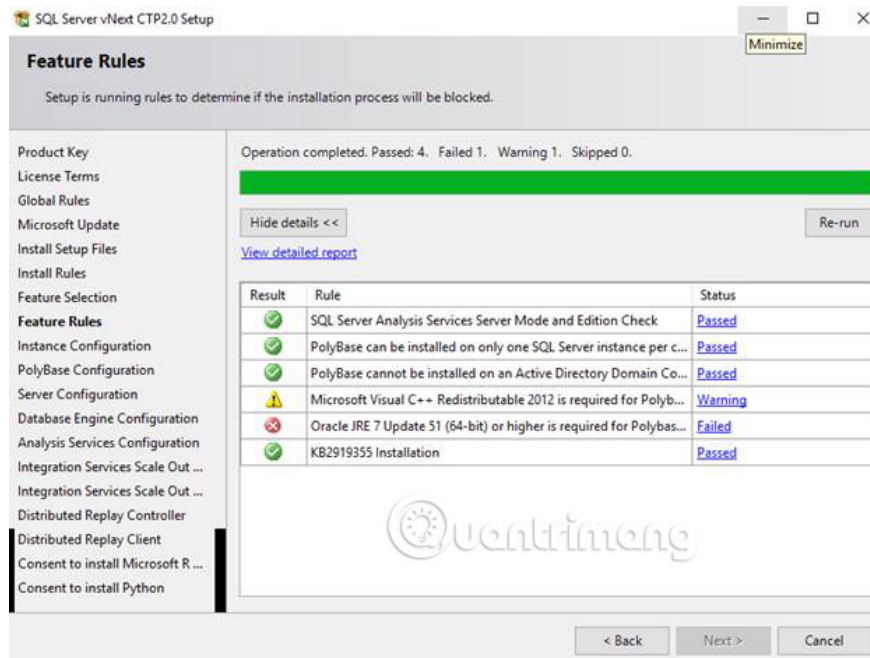 SQL Server vNext CTP2.0 Setup
Minimize
Feature Rules
Setup is running rules to determine if the installation process will be blocked.
Product Key
License Terms
Global Rules
Microsoft Update
Install Setup Files
Install Rules
Feature Selection
Feature Rules
Instance Configuration
PolyBase Configuration
Server Configuration
Database Engine Configuration
Analysis Services Configuration
Integration Services Scale Out ...
Integration Services Scale Out ...
Distributed Replay Controller
Distributed Replay Client
Consent to install Microsoft R ...
Consent to install Python
Operation completed. Passed: 4. Failed 1. Warning 1. Skipped 0.
Hide details << Re-run
View detailed report
Result Rule Status
SQL Server Analysis Services Server Mode and Edition Check Passed
PolyBase can be installed on only one SQL Server instance per c... Passed
PolyBase cannot be installed on an Active Directory Domain Co... Passed
Microsoft Visual C++ Redistributable 2012 is required for Polyb... Warning
Oracle JRE 7 Update 51 (64-bit) or higher is required for Polybas... Failed
KB2919355 Installation Passed
Quantrimang
< Back Next > Cancel